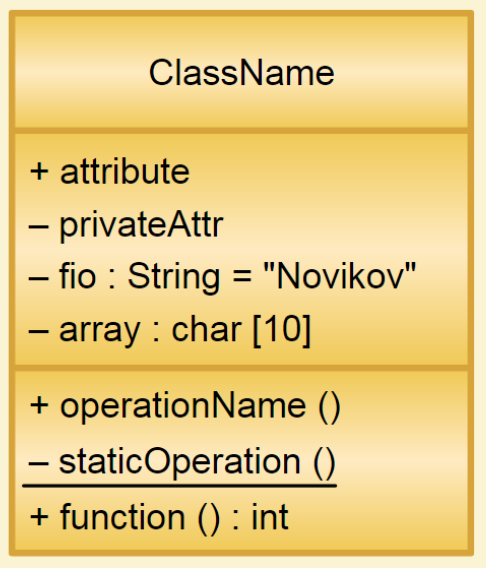 ClassName
+ attribute
– privateAttr
– fio : String = "Novikov"
– array : char [10]
+ operationName ()
– staticOperation ()
+ function () : int